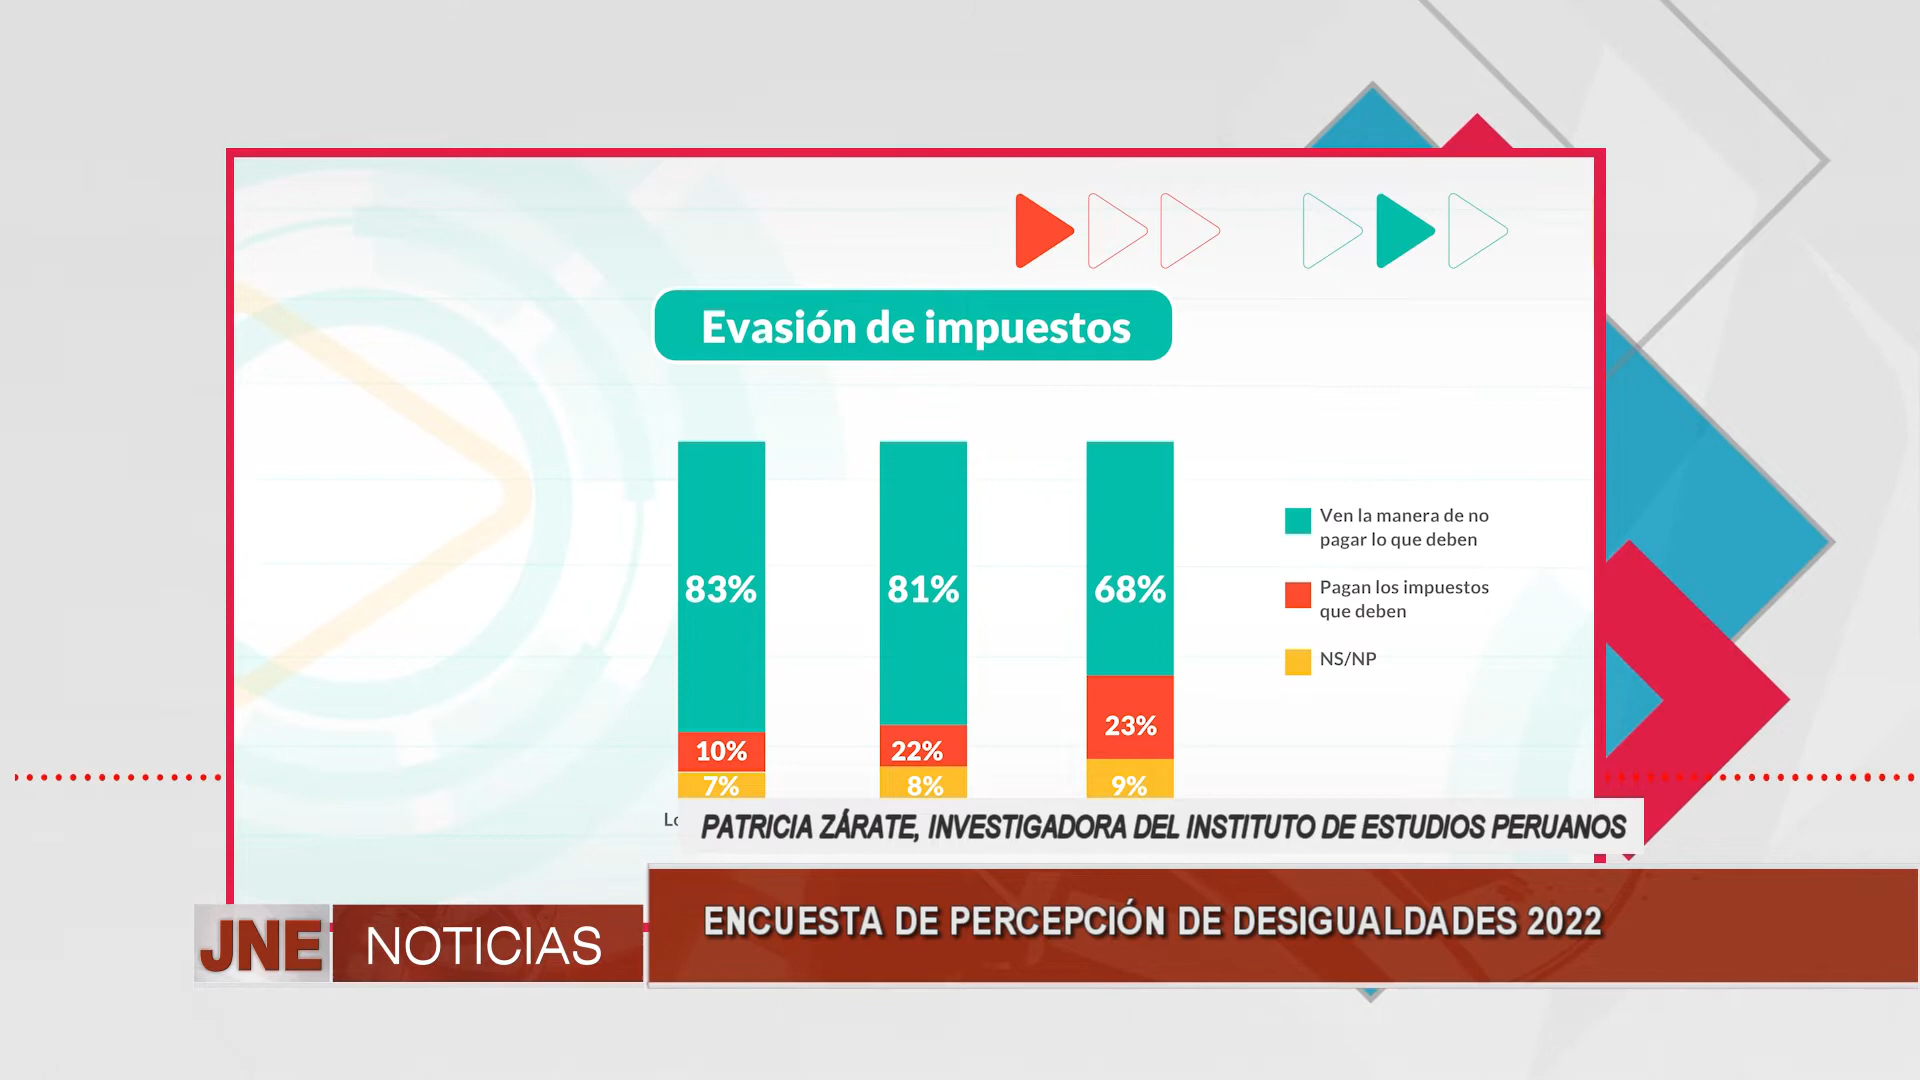 Evasión de impuestos
83%
81%
68%
Ven la manera de no
pagar lo que deben
Pagan los impuestos
que deben
NS/NP
10%
22%
23%
7%
8%
9%
PATRICIA ZÁRATE, INVESTIGADORA DEL INSTITUTO DE ESTUDIOS PERUANOS
ENCUESTA DE PERCEPCIÓN DE DESIGUALDADES 2022
JNE NOTICIAS